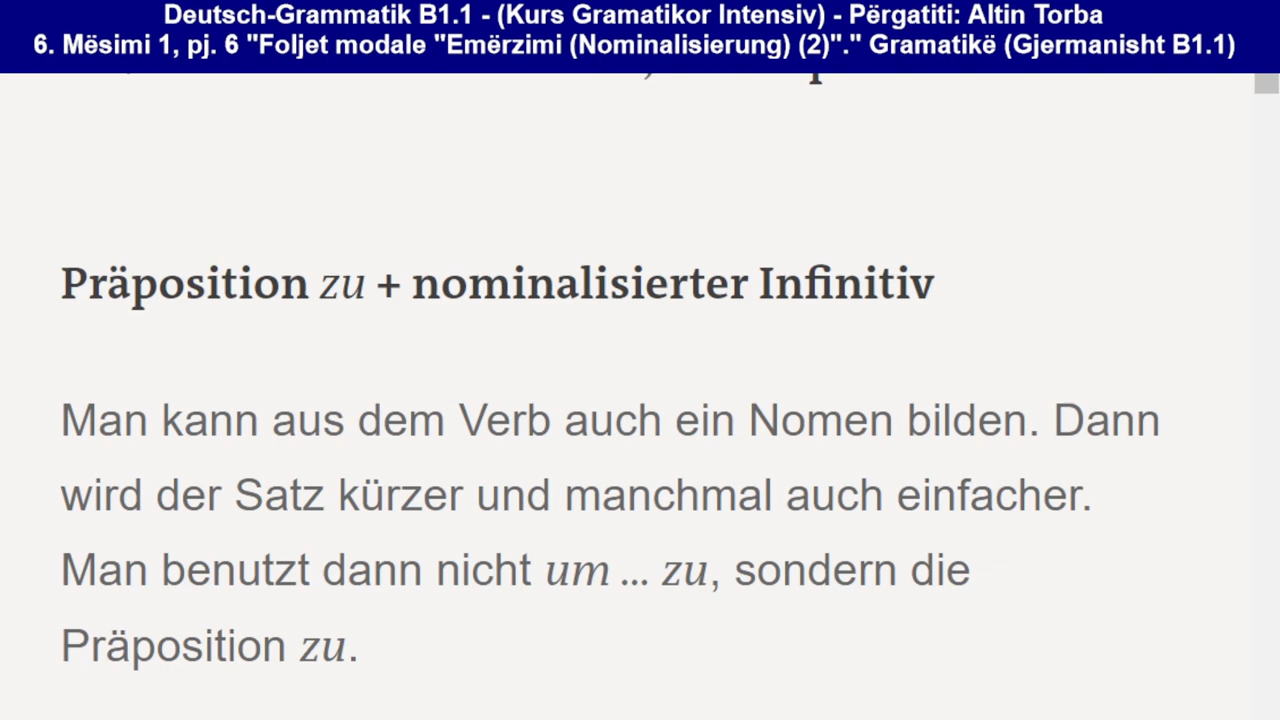 Deutsch-Grammatik B1.1 - (Kurs Gramatikor Intensiv) - Përgatiti: Altin Torba
6. Mësimi 1, pj. 6 "Foljet modale "Emërzimi (Nominalisierung) (2)"." Gramatikë (Gjermanisht B1.1)
Präposition zu + nominalisierter Infinitiv
Man kann aus dem Verb auch ein Nomen bilden. Dann
wird der Satz kürzer und manchmal auch einfacher.
Man benutzt dann nicht um ... zu, sondern die
Präposition zu.